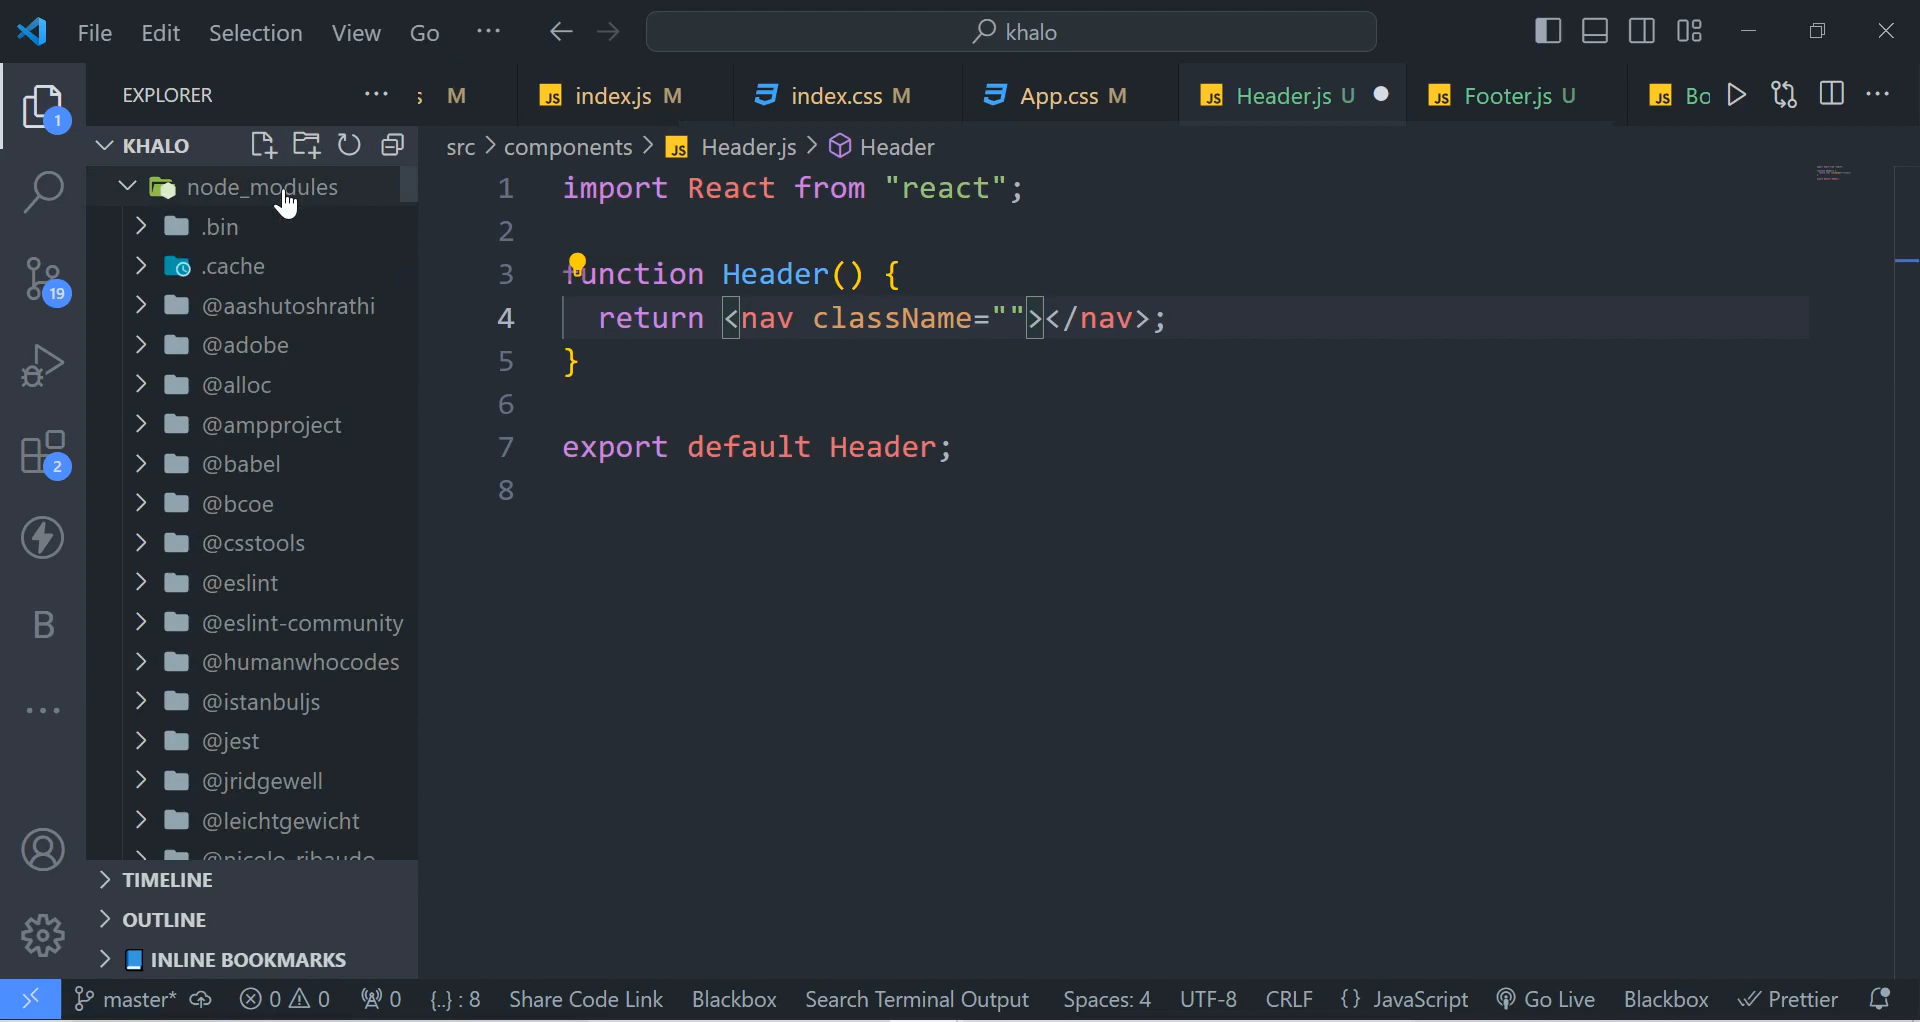 File Edit Selection View Go ··· khalo
EXPLORER ··· M index.js M index.css M App.css M Header.js U Footer.js U Bo ···
KHALO
src > components > Header.js > Header
node_modules
.bin
.cache
@aashutoshrathi
@adobe
@alloc
@ampproject
@babel
@bcoe
@csstools
@eslint
@eslint-community
@humanwhocodes
@istanbuljs
@jest
@jridgewell
@leichtgewicht
TIMELINE
OUTLINE
INLINE BOOKMARKS
1 import React from "react";
2
3 function Header() {
4 return <nav className=""></nav>;
5 }
6
7 export default Header;
8
1
19
2
B
master* 0 0 0 {..} : 8 Share Code Link Blackbox Search Terminal Output Spaces: 4 UTF-8 CRLF {} JavaScript Go Live Blackbox Prettier